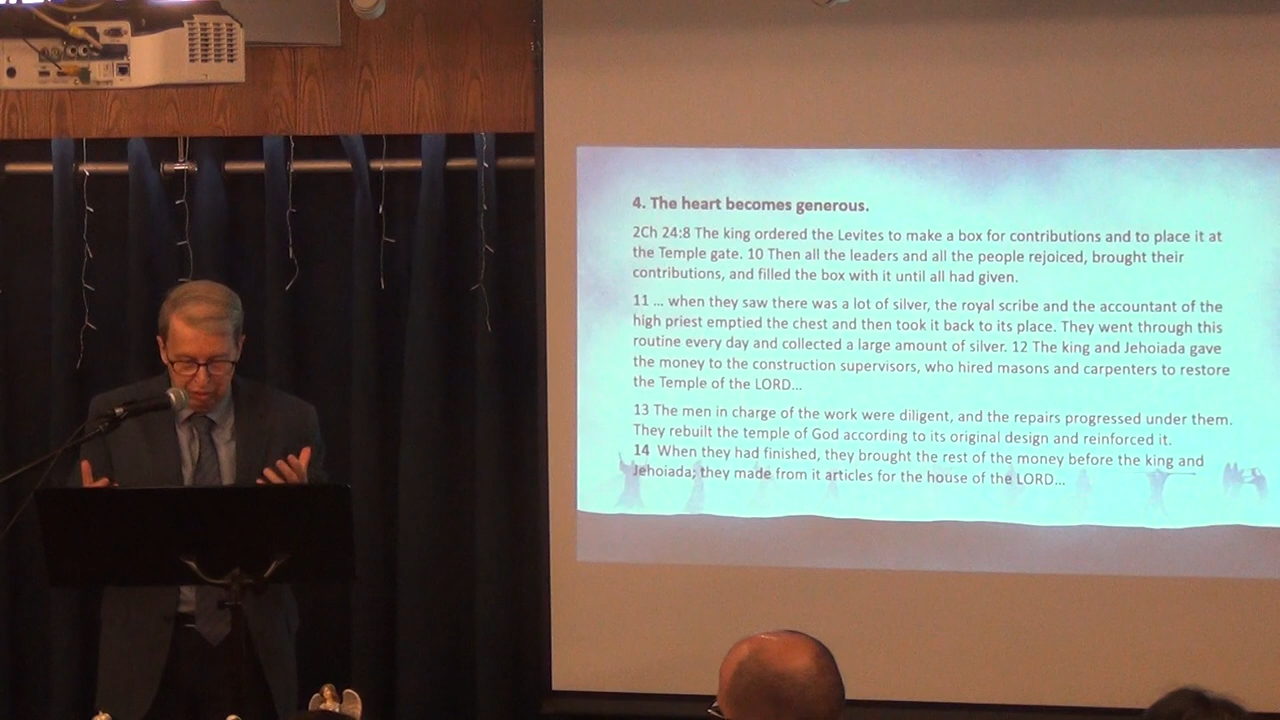 4. The heart becomes generous.
2Ch 24:8 The king ordered the Levites to make a box for contributions and to place it at
the Temple gate. 10 Then all the leaders and all the people rejoiced, brought their
contributions, and filled the box with it until all had given.
11 ... when they saw there was a lot of silver, the royal scribe and the accountant of the
high priest emptied the chest and then took it back to its place. They went through this
routine every day and collected a large amount of silver. 12 The king and Jehoiada gave
the money to the construction supervisors, who hired masons and carpenters to restore
the Temple of the LORD...
13 The men in charge of the work were diligent, and the repairs progressed under them.
They rebuilt the temple of God according to its original design and reinforced it.
14 When they had finished, they brought the rest of the money before the king and
Jehoiada; they made from it articles for the house of the LORD...